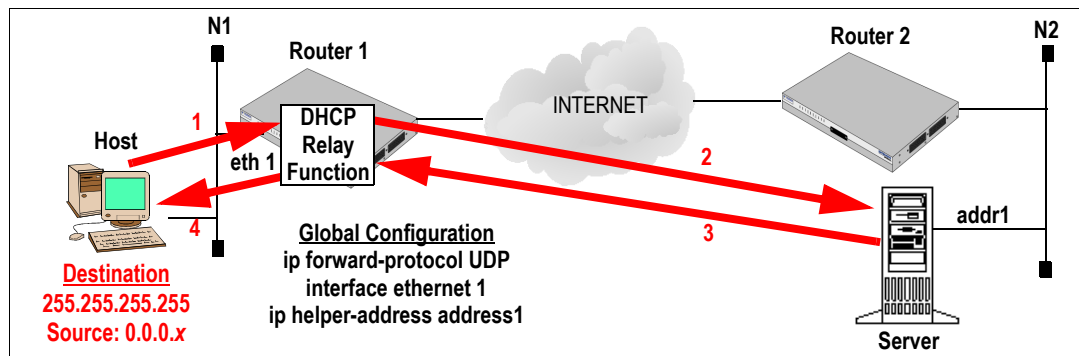 N1
Router 1
Router 2
N2
INTERNET
Host
1
DHCP
Relay
Function
eth 1
2
3
4
addr1
Global Configuration
ip forward-protocol UDP
interface ethernet 1
ip helper-address address1
Destination
255.255.255.255
Source: 0.0.0.x
Server